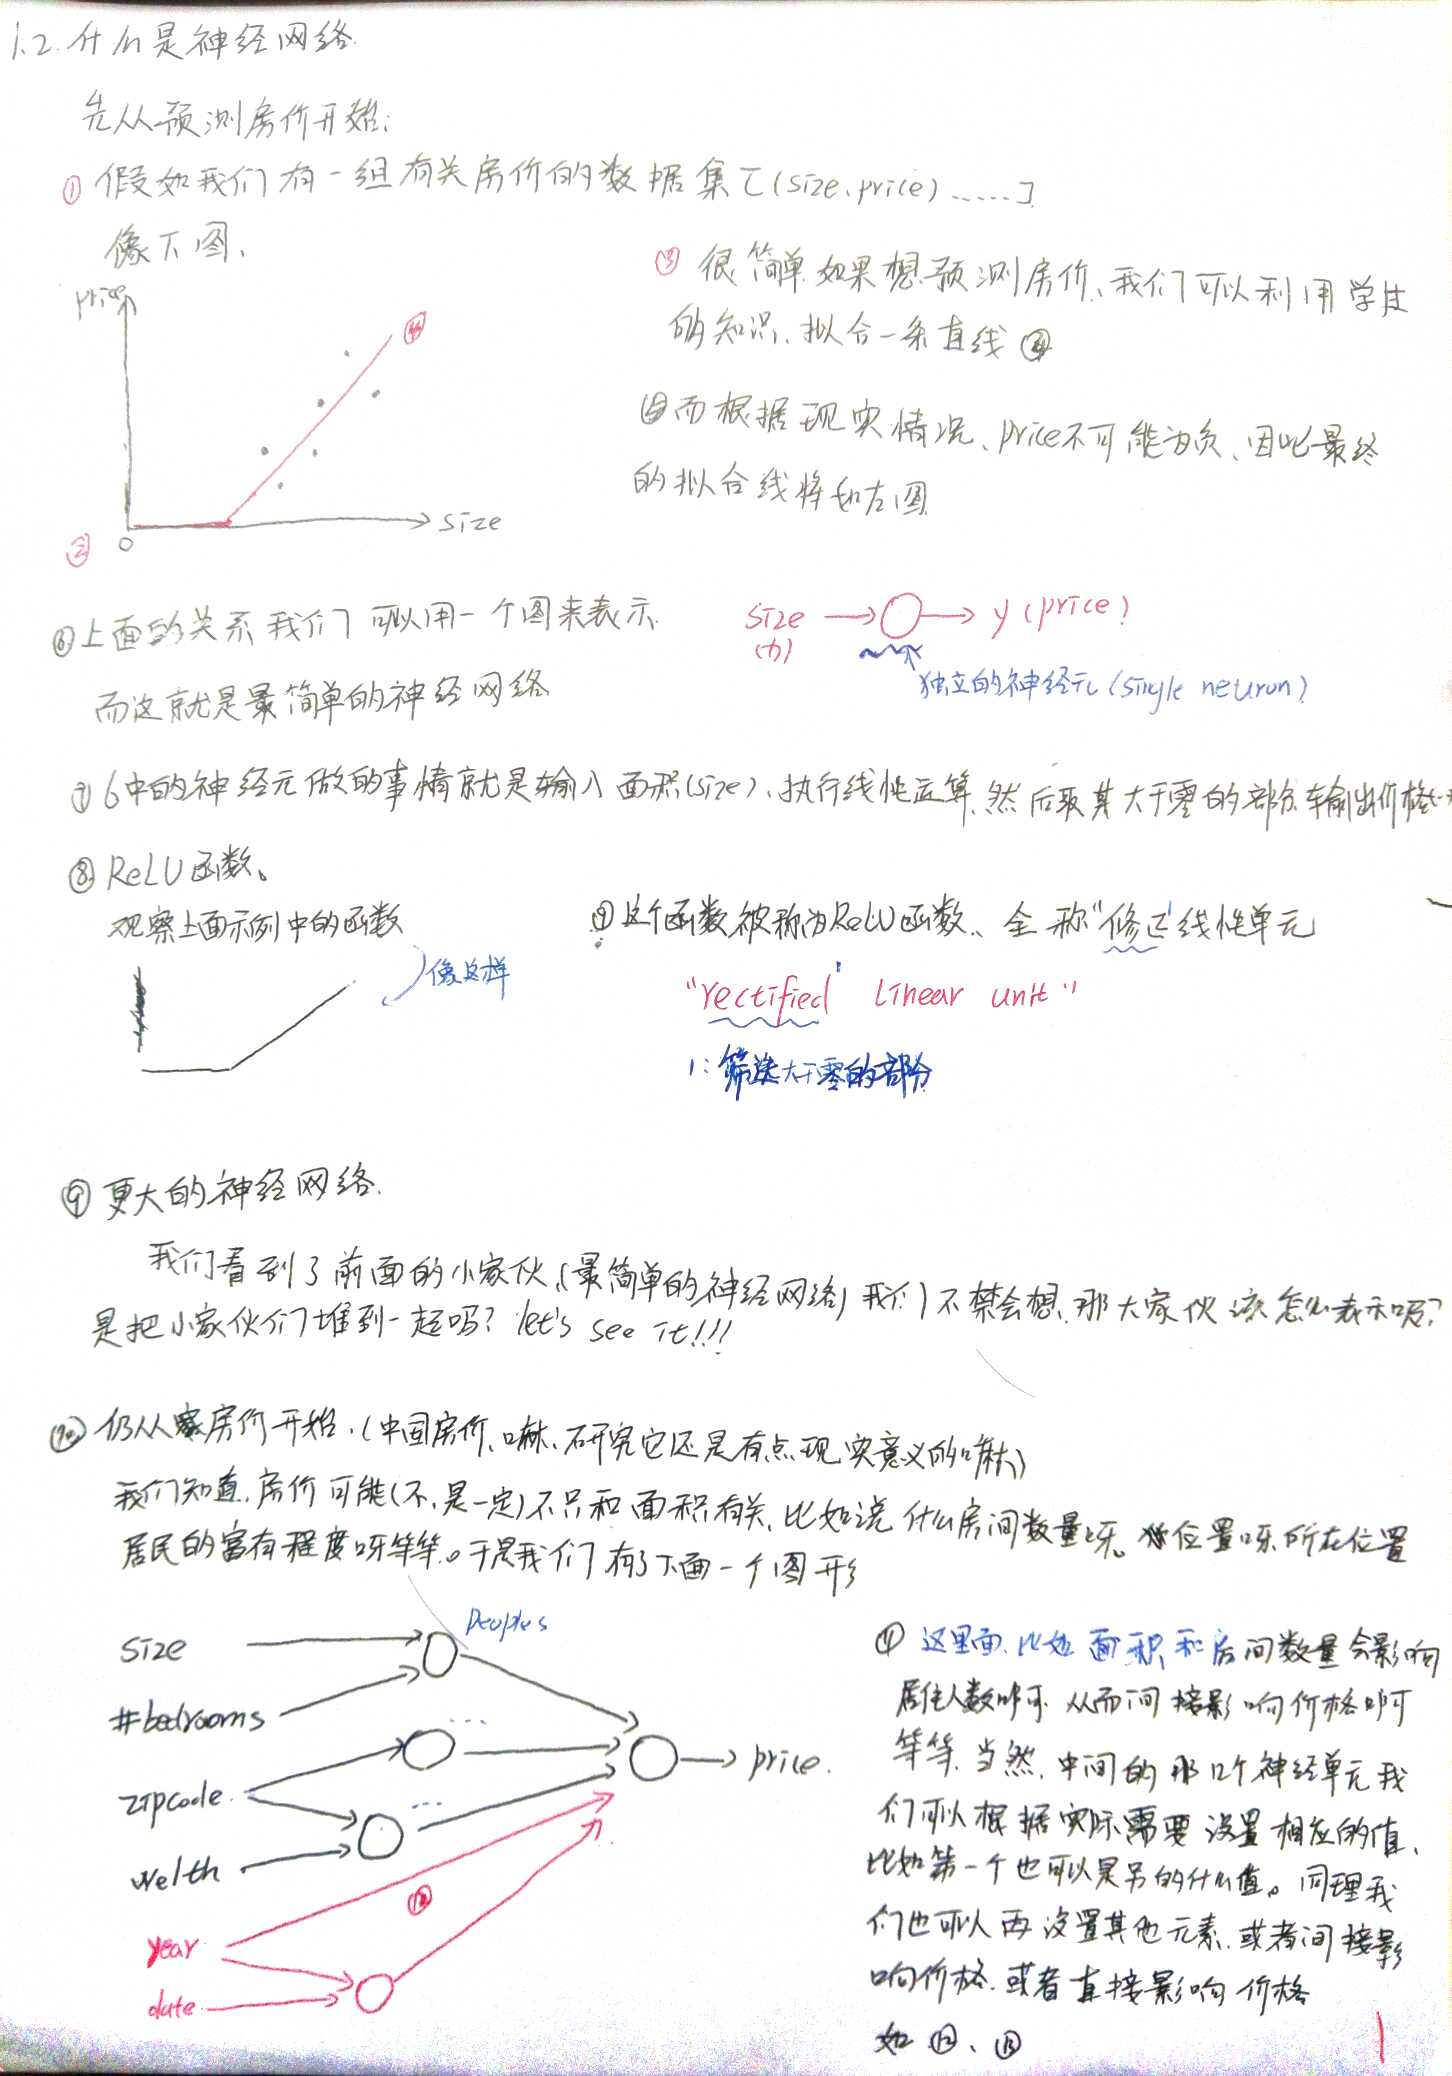 1.2.什么是神经网络.
先从预测房价开始:
① 假如我们有一组有关房价的数据集[(size,price)......]
像下图、
price
④
size
0
②
③ 很简单.如果想预测房价、我们可以利用学过
的知识、拟合一条直线④
⑤而根据现实情况、price不可能为负、因此最终
的拟合线将如左图
⑥上面的关系我们可以用一个图来表示.
而这就是最简单的神经网络
size → y (price)
独立的神经元(single neuron)
⑦ 6中的神经元做的事情就是输入面积(size)、执行线性运算.然后取其大于零的部分.输出价格
⑧ ReLU函数。
观察上面示例中的函数
像这样
⑨这个函数被称为ReLU函数、全称"修正线性单元
"rectified linear unit"
1:筛选大于零的部分
⑨ 更大的神经网络.
我们看到了前面的小家伙、(最简单的神经网络)我们不禁会想.那大家伙该怎么表示呢?
是把小家伙们堆到一起吗? let's see it!!!
⑩ 仍从房价开始.(中国房价、嘛、研究它还是有点现实意义的嘛)
我们知道.房价可能(不是一定)不只和面积有关、比如说什么房间数量呀。位置呀所在位置
居民的富有程度呀等等。于是我们有了下面一个图形
Peoples
size
#bedrooms
...
zipcode
...
welth
price.
year
⑫
date
⑪ 这里面.比如面积和房间数量会影响
居住人数呵.从而间接影响价格呵
等等.当然.中间的那几个神经单元我
们可以根据实际需要设置相应的值、
比如第一个也可以是另的什么值。同理我
们也可以再设置其他元素.或者间接影
响价格.或者直接影响价格
如⑫、⑬
1